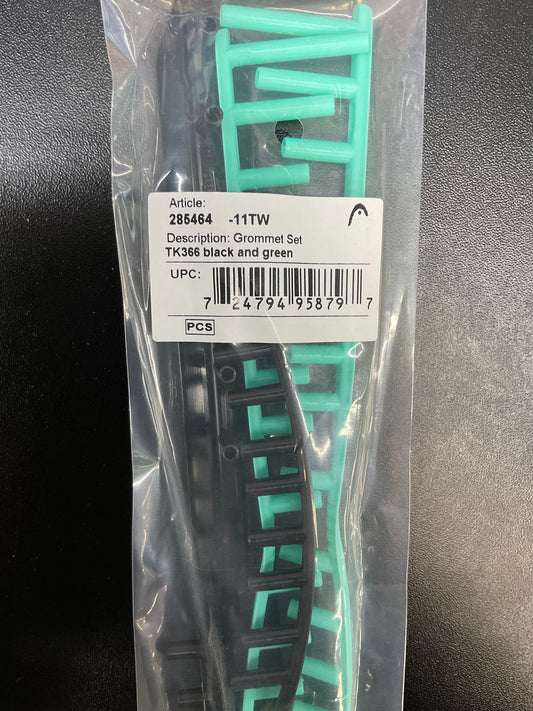 Article:
285464 -11TW
Description: Grommet Set
TK366 black and green
UPC:
7 24794 95879 7
PCS